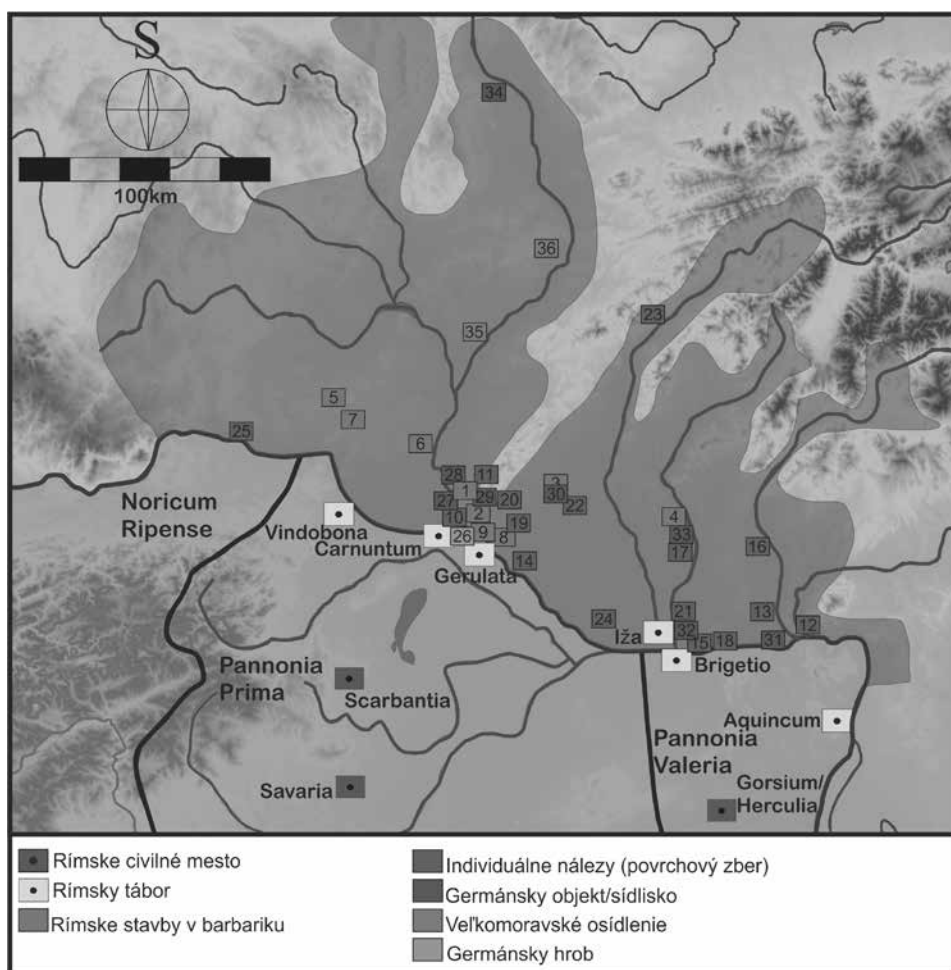 S
100km
34
36
23
35
5
7
25
6
28
11
1
27
29
20
3
30
22
10
2
19
4
26
9
8
33
17
16
14
24
21
13
32
15
18
31
12
Noricum
Ripense
Vindobona
Carnuntum
Gerulata
Iža
Brigetio
Pannonia
Prima
Scarbantia
Savaria
Aquincum
Pannonia
Valeria
Gorsium/
Herculia
Rímske civilné mesto
Rímsky tábor
Rímske stavby v barbariku
Individuálne nálezy (povrchový zber)
Germánsky objekt/sídlisko
Veľkomoravské osídlenie
Germánsky hrob